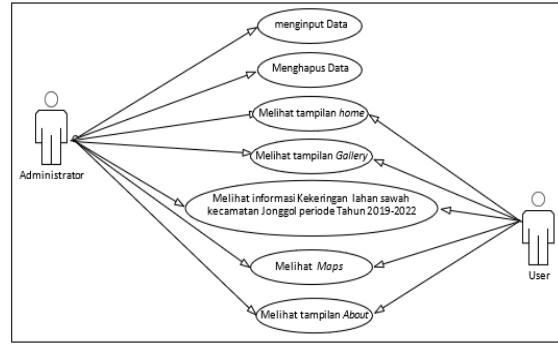 menginput Data
Menghapus Data
Melihat tampilan home
Melihat tampilan Gallery
Administrator
Melihat informasi Kekeringan lahan sawah
kecamatan Jonggol periode Tahun 2019-2022
Melihat Maps
User
Melihat tampilan About